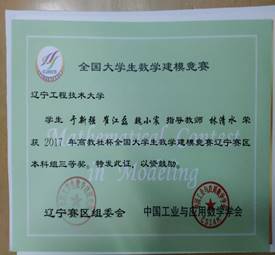 全国大学生数学建模竞赛
辽宁工程技术大学
学生 于新强 崔江磊 魏小寒 指导教师 林清水 荣
获 2017 年高教社杯全国大学生数学建模竞赛辽宁赛区
本科组三等奖。特发此证,以资鼓励。
Mathematical Contest
in Modeling
辽宁赛区组委会 中国工业与应用数学学会